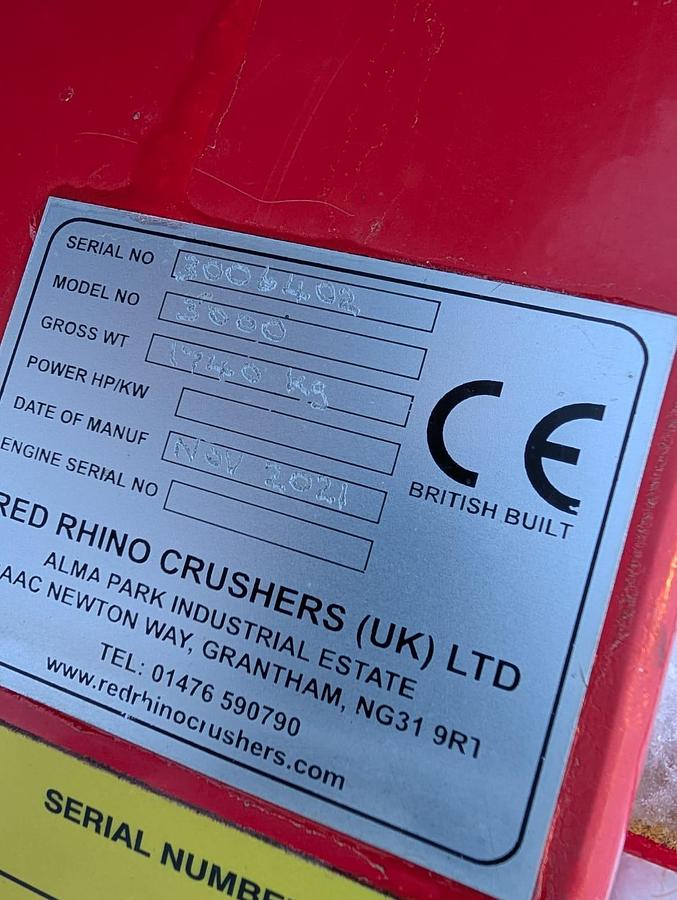 SERIAL NO 3006402
MODEL NO 3000
GROSS WT 1740 kg
POWER HP/KW
DATE OF MANUF Nov 2021
ENGINE SERIAL NO
CE
BRITISH BUILT
RED RHINO CRUSHERS (UK) LTD
ALMA PARK INDUSTRIAL ESTATE
NEWTON WAY, GRANTHAM, NG31 9RT
TEL: 01476 590790
www.redrhinocrushers.com
SERIAL NUMBE